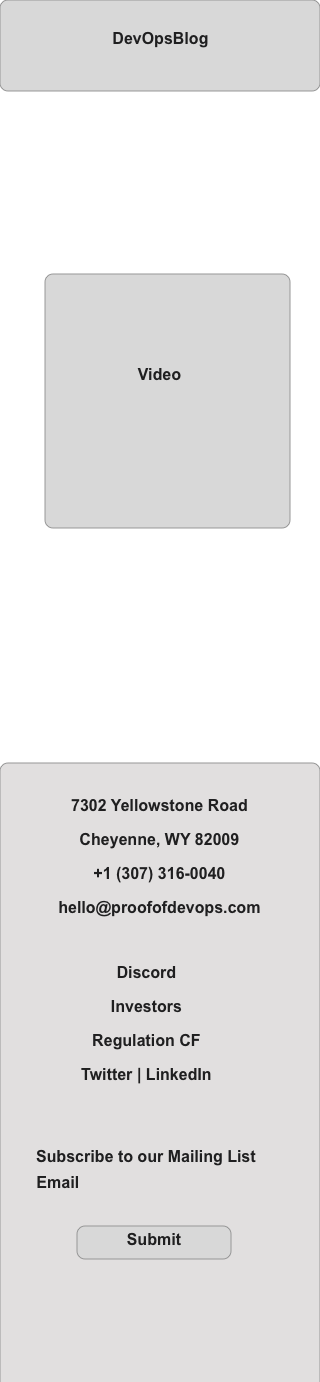 DevOpsBlog
Video
7302 Yellowstone Road
Cheyenne, WY 82009
+1 (307) 316-0040
hello@proofofdevops.com
Discord
Investors
Regulation CF
Twitter | LinkedIn
Subscribe to our Mailing List
Email
Submit